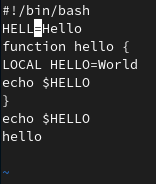 #!/bin/bash
HELL=Hello
function hello {
LOCAL HELLO=World
echo $HELLO
}
echo $HELLO
hello
~